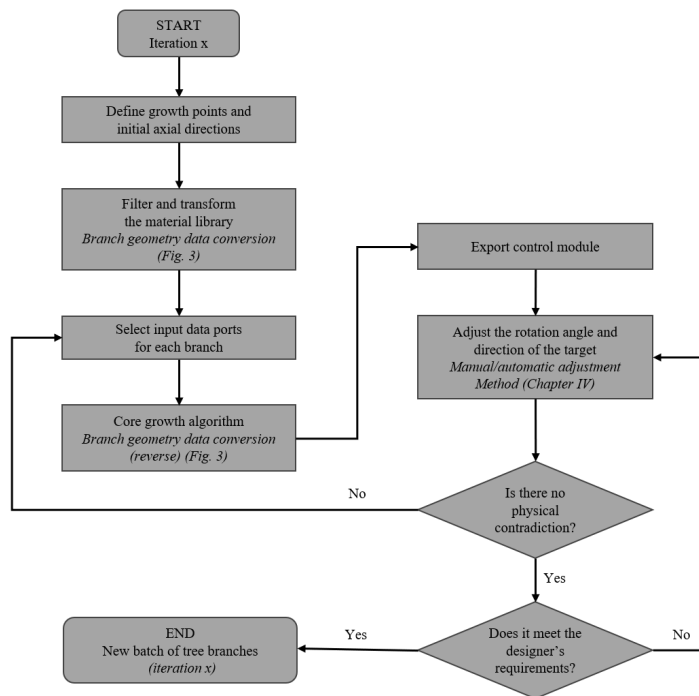 START
Iteration x
Define growth points and
initial axial directions
Filter and transform
the material library
Branch geometry data conversion
(Fig. 3)
Select input data ports
for each branch
Core growth algorithm
Branch geometry data conversion
(reverse) (Fig. 3)
Export control module
Adjust the rotation angle and
direction of the target
Manual/automatic adjustment
Method (Chapter IV)
No
Is there no
physical
contradiction?
Yes
Does it meet the
designer’s
requirements?
No
Yes
END
New batch of tree branches
(iteration x)